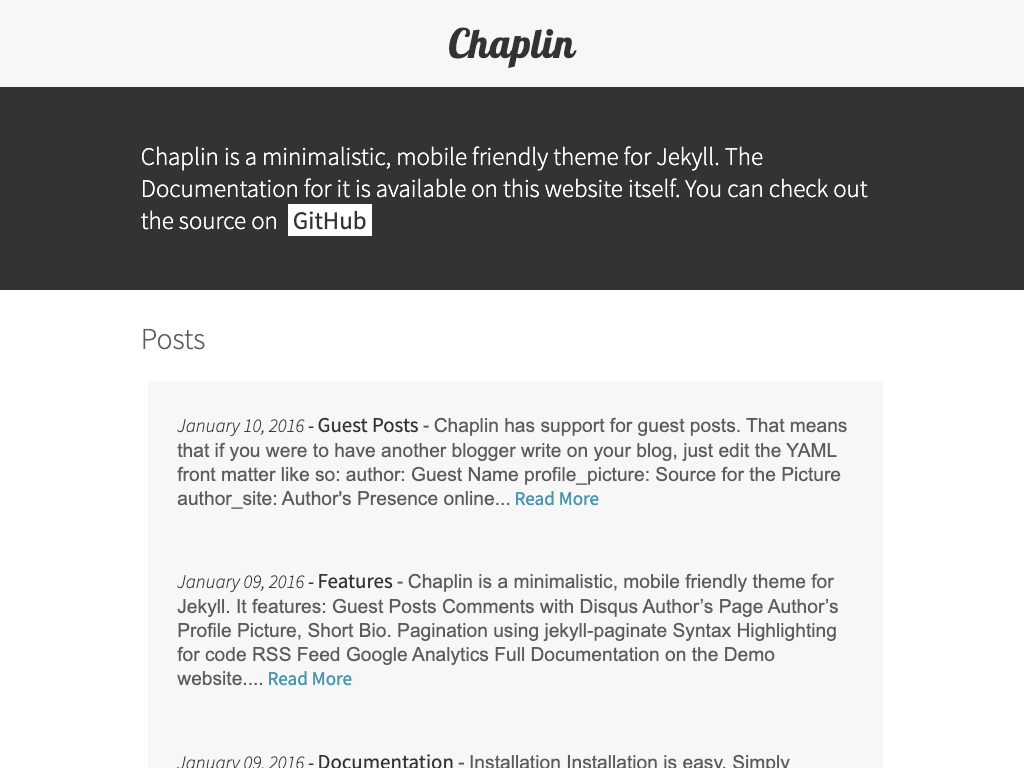 Chaplin
Chaplin is a minimalistic, mobile friendly theme for Jekyll. The
Documentation for it is available on this website itself. You can check out
the source on GitHub
Posts
January 10, 2016 - Guest Posts - Chaplin has support for guest posts. That means
that if you were to have another blogger write on your blog, just edit the YAML
front matter like so: author: Guest Name profile_picture: Source for the Picture
author_site: Author's Presence online... Read More
January 09, 2016 - Features - Chaplin is a minimalistic, mobile friendly theme for
Jekyll. It features: Guest Posts Comments with Disqus Author’s Page Author’s
Profile Picture, Short Bio. Pagination using jekyll-paginate Syntax Highlighting
for code RSS Feed Google Analytics Full Documentation on the Demo
website.... Read More
January 09, 2016 - Documentation - Installation Installation is easy. Simply